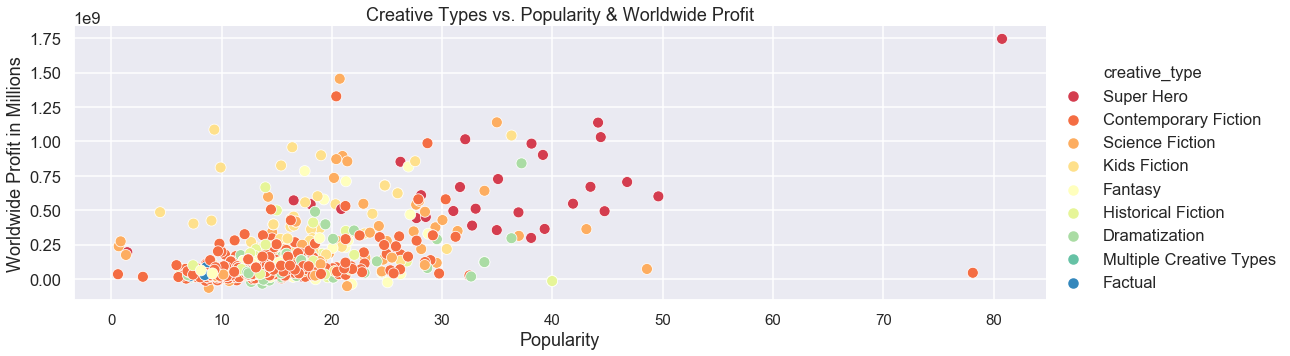 Creative Types vs. Popularity & Worldwide Profit
1e9
1.75
1.50
1.25
1.00
0.75
0.50
0.25
0.00
Worldwide Profit in Millions
0 10 20 30 40 50 60 70 80
Popularity
creative_type
Super Hero
Contemporary Fiction
Science Fiction
Kids Fiction
Fantasy
Historical Fiction
Dramatization
Multiple Creative Types
Factual